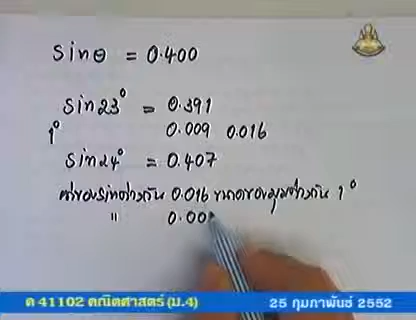 sinθ = 0.400
sin23° = 0.391
1° 0.009 0.016
sin24° = 0.407
ค่าของsinต่างกัน 0.016 ขนาดของมุมต่างกัน 1°
" 0.009
ค 41102 คณิตศาสตร์ (ม.4) 25 กุมภาพันธ์ 2552